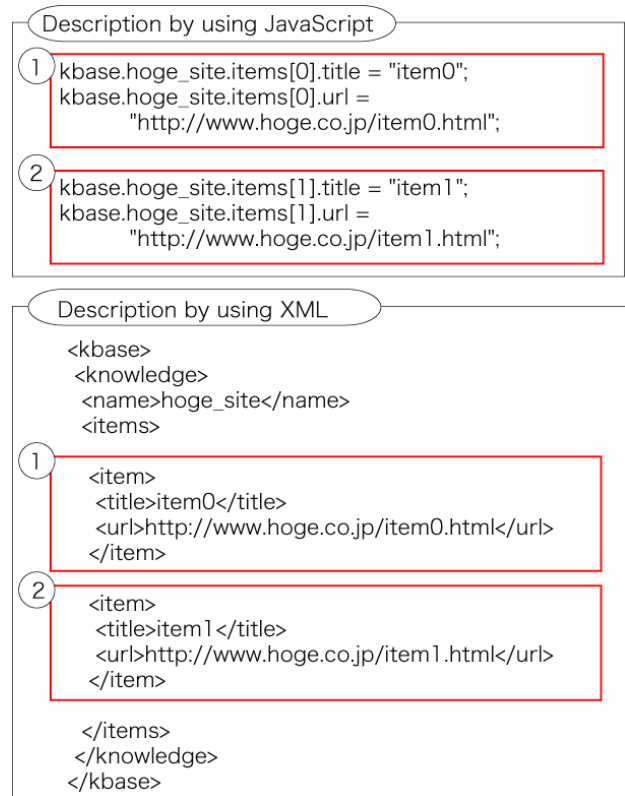 Description by using JavaScript
1
kbase.hoge_site.items[0].title = "item0";
kbase.hoge_site.items[0].url =
"http://www.hoge.co.jp/item0.html";
2
kbase.hoge_site.items[1].title = "item1";
kbase.hoge_site.items[1].url =
"http://www.hoge.co.jp/item1.html";
Description by using XML
<kbase>
<knowledge>
<name>hoge_site</name>
<items>
1
<item>
<title>item0</title>
<url>http://www.hoge.co.jp/item0.html</url>
</item>
2
<item>
<title>item1</title>
<url>http://www.hoge.co.jp/item1.html</url>
</item>
</items>
</knowledge>
</kbase>